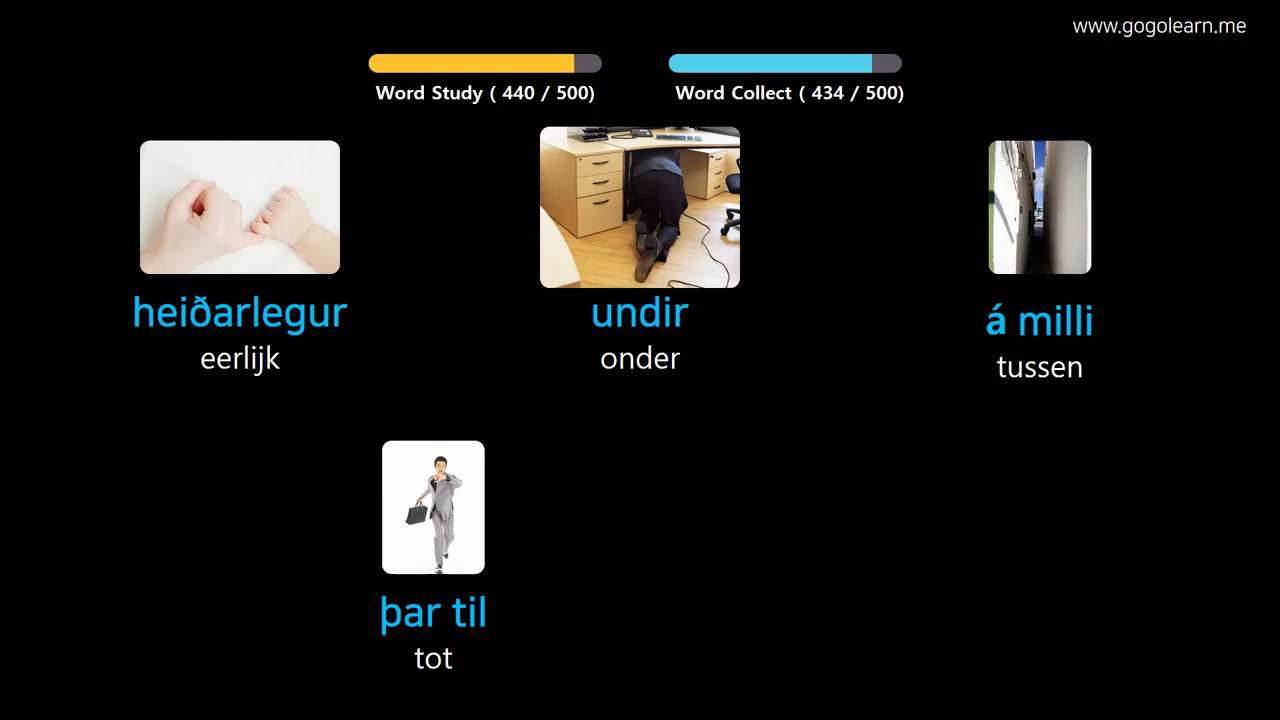 www.gogolearn.me
Word Study ( 440 / 500)
Word Collect ( 434 / 500)
heiðarlegur
eerlijk
undir
onder
á milli
tussen
þar til
tot